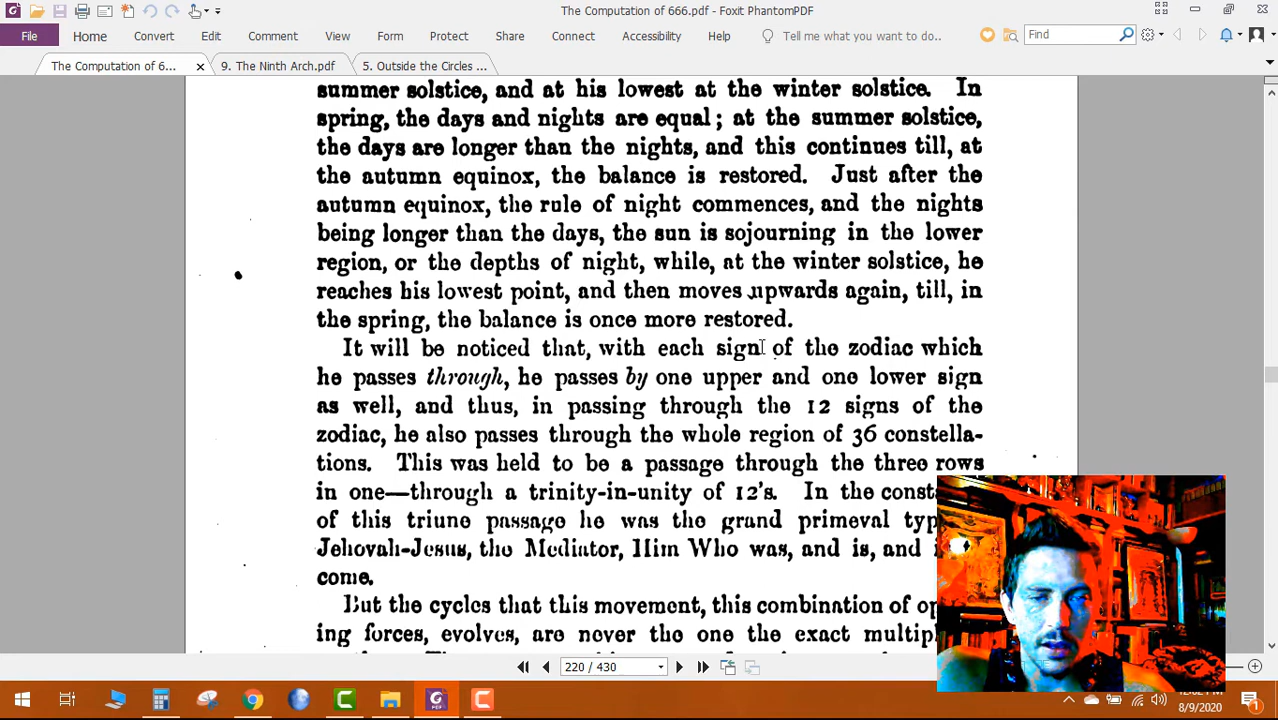 The Computation of 666.pdf - Foxit PhantomPDF
File Home Convert Edit Comment View Form Protect Share Connect Accessibility Help Tell me what you want to do.. Find
The Computation of 6... 9. The Ninth Arch.pdf 5. Outside the Circles ...
summer solstice, and at his lowest at the winter solstice. In
spring, the days and nights are equal; at the summer solstice,
the days are longer than the nights, and this continues till, at
the autumn equinox, the balance is restored. Just after the
autumn equinox, the rule of night commences, and the nights
being longer than the days, the sun is sojourning in the lower
region, or the depths of night, while, at the winter solstice, he
reaches his lowest point, and then moves upwards again, till, in
the spring, the balance is once more restored.
It will be noticed that, with each sign of the zodiac which
he passes through, he passes by one upper and one lower sign
as well, and thus, in passing through the 12 signs of the
zodiac, he also passes through the whole region of 36 constella-
tions. This was held to be a passage through the three rows
in one—through a trinity-in-unity of 12's. In the
of this triune passage he was the grand primeval
Jehovah-Jesus, the Mediator, Him Who was, and is, and
come.
But the cycles that this movement, this combination of
ing forces, evolves, are never the one the exact
220 / 430
8/9/2020